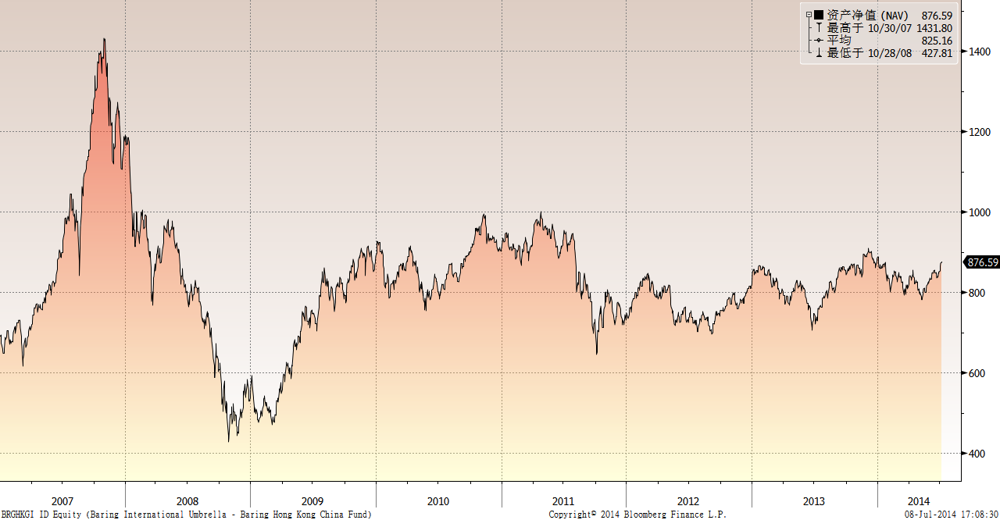 资产净值 (NAV) 876.59
最高于 10/30/07 1431.80
平均 825.16
最低于 10/28/08 427.81
1400
1200
1000
876.59
800
600
400
2007 2008 2009 2010 2011 2012 2013 2014
BRGHKGI ID Equity (Baring International Umbrella - Baring Hong Kong China Fund) Copyright© 2014 Bloomberg Finance L.P. 08-Jul-2014 17:08:30